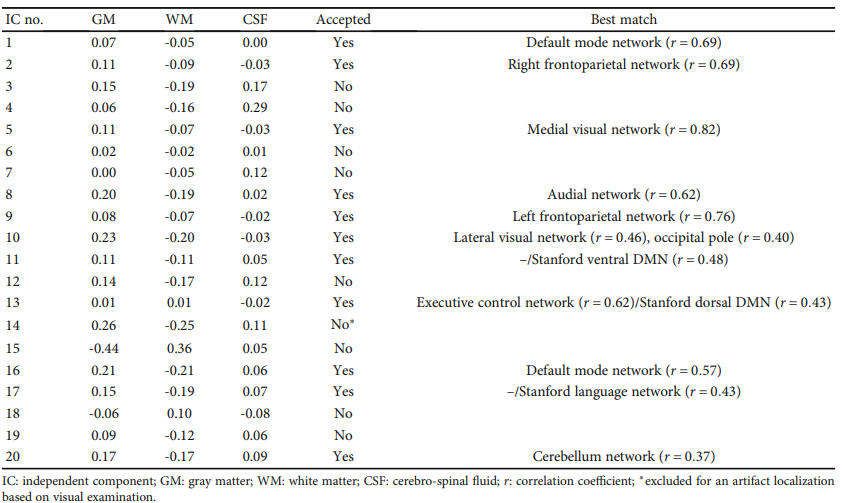 IC no. GM WM CSF Accepted Best match
1 0.07 -0.05 0.00 Yes Default mode network (r = 0.69)
2 0.11 -0.09 -0.03 Yes Right frontoparietal network (r = 0.69)
3 0.15 -0.19 0.17 No
4 0.06 -0.16 0.29 No
5 0.11 -0.07 -0.03 Yes Medial visual network (r = 0.82)
6 0.02 -0.02 0.01 No
7 0.00 -0.05 0.12 No
8 0.20 -0.19 0.02 Yes Audial network (r = 0.62)
9 0.08 -0.07 -0.02 Yes Left frontoparietal network (r = 0.76)
10 0.23 -0.20 -0.03 Yes Lateral visual network (r = 0.46), occipital pole (r = 0.40)
11 0.11 -0.11 0.05 Yes –/Stanford ventral DMN (r = 0.48)
12 0.14 -0.17 0.12 No
13 0.01 0.01 -0.02 Yes Executive control network (r = 0.62)/Stanford dorsal DMN (r = 0.43)
14 0.26 -0.25 0.11 No*
15 -0.44 0.36 0.05 No
16 0.21 -0.21 0.06 Yes Default mode network (r = 0.57)
17 0.15 -0.19 0.07 Yes –/Stanford language network (r = 0.43)
18 -0.06 0.10 -0.08 No
19 0.09 -0.12 0.06 No
20 0.17 -0.17 0.09 Yes Cerebellum network (r = 0.37)
IC: independent component; GM: gray matter; WM: white matter; CSF: cerebro-spinal fluid; r: correlation coefficient; *excluded for an artifact localization
based on visual examination.